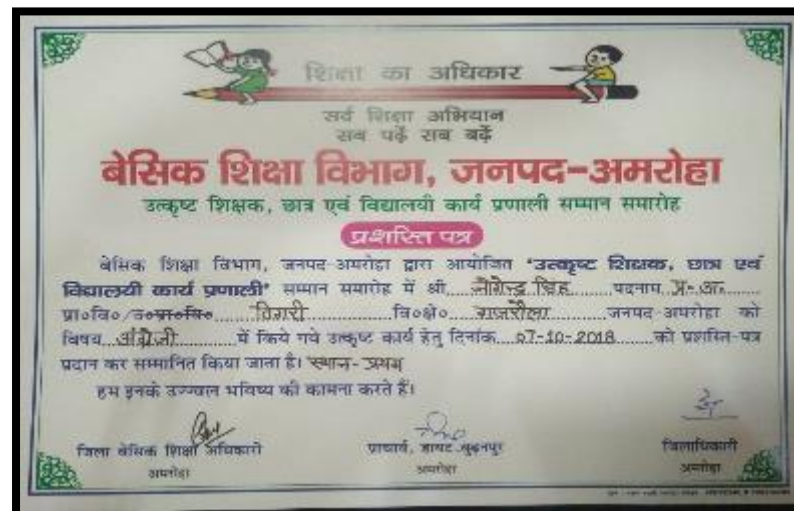 शिक्षा का अधिकार
सर्व शिक्षा अभियान
सब पढ़ें सब बढ़ें
बेसिक शिक्षा विभाग, जनपद-अमरोहा
उत्कृष्ट शिक्षक, छात्र एवं विद्यालयी कार्य प्रणाली सम्मान समारोह
प्रशस्ति पत्र
बेसिक शिक्षा विभाग, जनपद-अमरोहा द्वारा आयोजित "उत्कृष्ट शिक्षक, छात्र एवं
विद्यालयी कार्य प्रणाली" सम्मान समारोह में श्री योगेन्द्र सिंह पदनाम प्र०अ०
प्रा०वि०/उ०प्रा०वि० तिगरी वि०क्षे० गजरौला जनपद-अमरोहा को
विषय अंग्रेजी में किये गये उत्कृष्ट कार्य हेतु दिनांक 07-10-2018 को प्रशस्ति-पत्र
प्रदान कर सम्मानित किया जाता है। स्थान- प्रथम
हम इनके उज्ज्वल भविष्य की कामना करते हैं।
जिला बेसिक शिक्षा अधिकारी
अमरोहा
प्राचार्य, डायट बुढ़नपुर
अमरोहा
जिलाधिकारी
अमरोहा